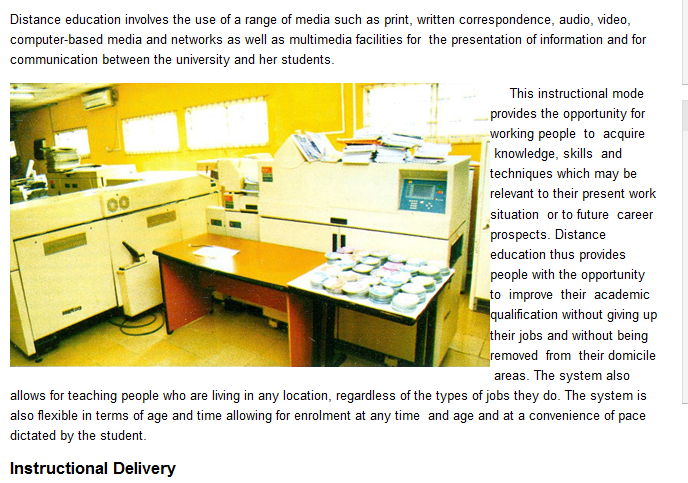 Distance education involves the use of a range of media such as print, written correspondence, audio, video,
computer-based media and networks as well as multimedia facilities for the presentation of information and for
communication between the university and her students.
This instructional mode
provides the opportunity for
working people to acquire
knowledge, skills and
techniques which may be
relevant to their present work
situation or to future career
prospects. Distance
education thus provides
people with the opportunity
to improve their academic
qualification without giving up
their jobs and without being
removed from their domicile
areas. The system also
allows for teaching people who are living in any location, regardless of the types of jobs they do. The system is
also flexible in terms of age and time allowing for enrolment at any time and age and at a convenience of pace
dictated by the student.
Instructional Delivery